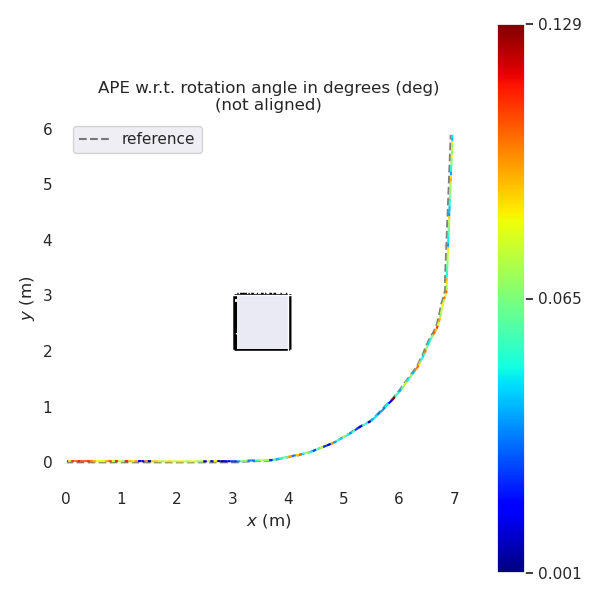 APE w.r.t. rotation angle in degrees (deg)
(not aligned)
reference
6
5
4
3
2
1
0
y (m)
0 1 2 3 4 5 6 7
x (m)
0.129
0.065
0.001